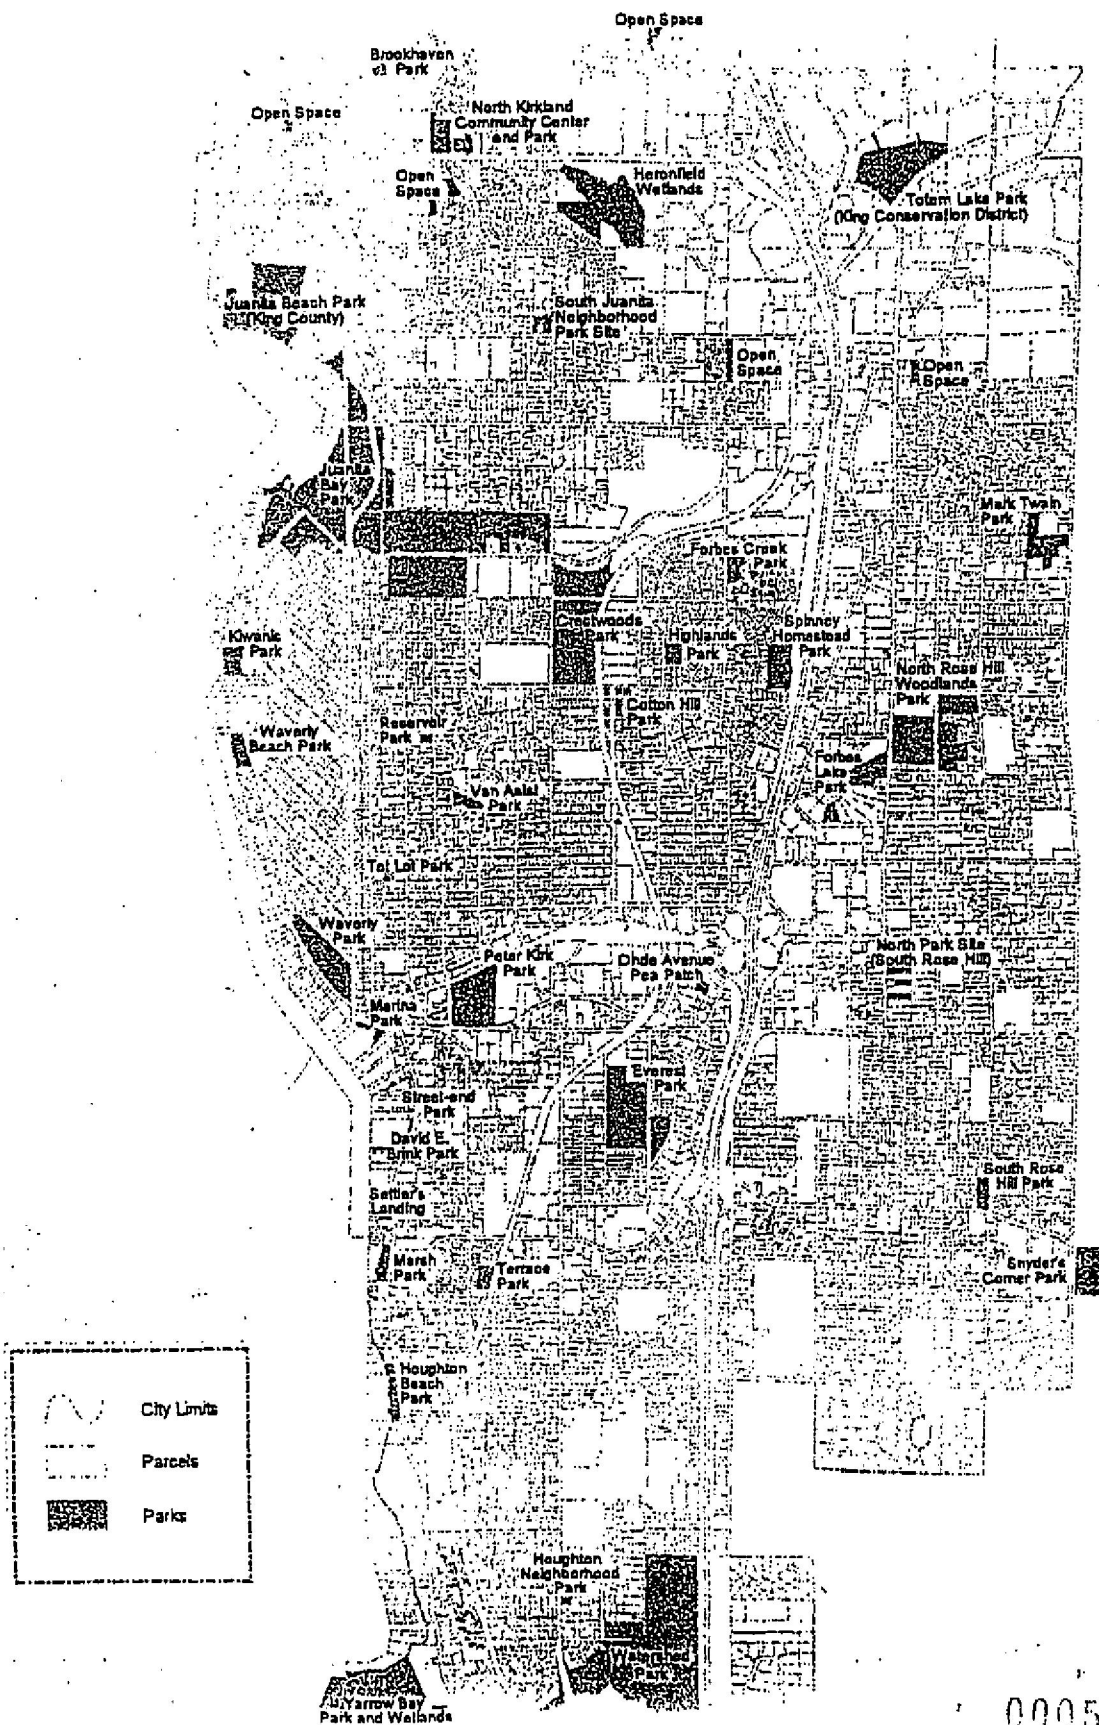 Open Space
Brookhaven
Park
Open Space
North Kirkland
Community Center
and Park
Open
Space
Heronfield
Wetlands
Totem Lake Park
(King Conservation District)
Juanita Beach Park
(King County)
South Juanita
Neighborhood
Park Site
Open
Space
Open
Space
Juanita
Bay
Park
Mark Twain
Park
Forbes Creek
Park
Crestwoods
Park
Highlands
Park
Spinney
Homestead
Park
Kiwanis
Park
North Rose Hill
Woodlands
Park
Cotton Hill
Park
Reservoir
Park
Waverly
Beach Park
Forbes
Lake
Park
Van Aalst
Park
Tot Lot Park
Waverly
Park
Peter Kirk
Park
Ohde Avenue
Pea Patch
North Park Site
(South Rose Hill)
Marina
Park
Everest
Park
Street-end
Park
David E.
Brink Park
South Rose
Hill Park
Settler's
Landing
Marsh
Park
Terrace
Park
Snyder's
Corner Park
Houghton
Beach
Park
City Limits
Parcels
Parks
Houghton
Neighborhood
Park
Watershed
Park
Yarrow Bay
Park and Wetlands
0005